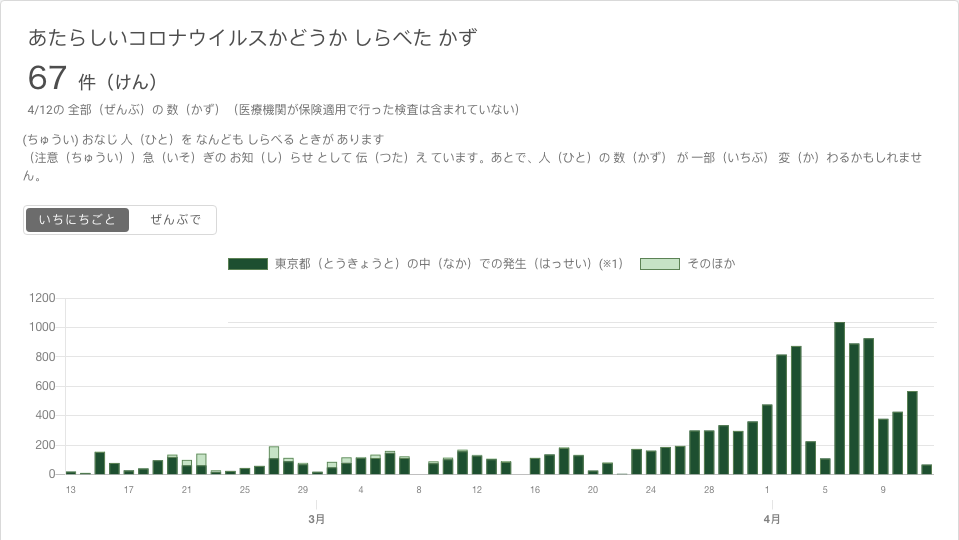 あたらしいコロナウイルスかどうか しらべた かず
67 件（けん）
4/12の 全部（ぜんぶ）の 数（かず）（医療機関が保険適用で行った検査は含まれていない）
(ちゅうい) おなじ 人（ひと）を なんども しらべる ときが あります
（注意（ちゅうい））急（いそ）ぎの お知（し）らせ として 伝（つた）え ています。あとで、人（ひと）の 数（かず） が 一部（いちぶ） 変（か）わるかもしれませ
ん。
いちにちごと ぜんぶで
東京都（とうきょうと）の中（なか）での発生（はっせい）(※1) そのほか
1200
1000
800
600
400
200
0
13 17 21 25 29 4 8 12 16 20 24 28 1 5 9
3月 4月